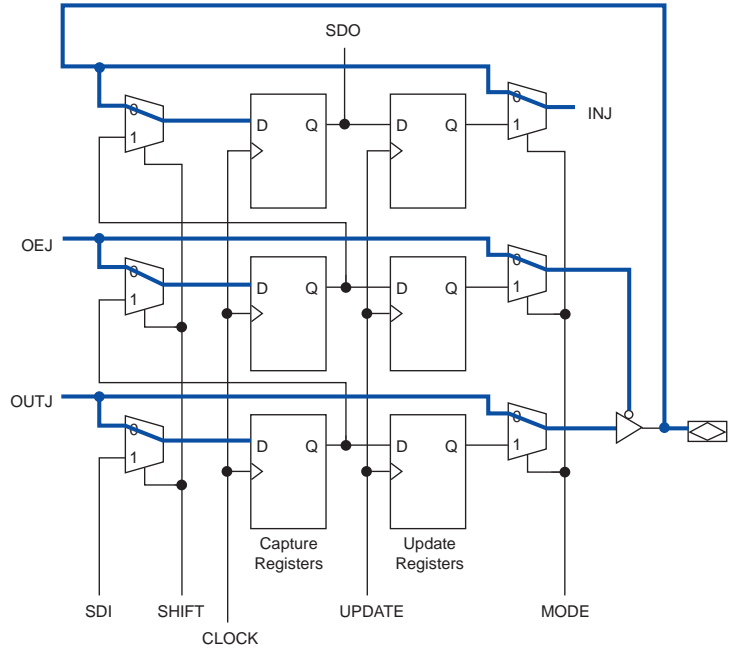 SDO
0
1
D Q
D Q
0
1
INJ
OEJ
0
1
D Q
D Q
0
1
OUTJ
0
1
D Q
D Q
0
1
Capture
Registers
Update
Registers
SDI
SHIFT
CLOCK
UPDATE
MODE